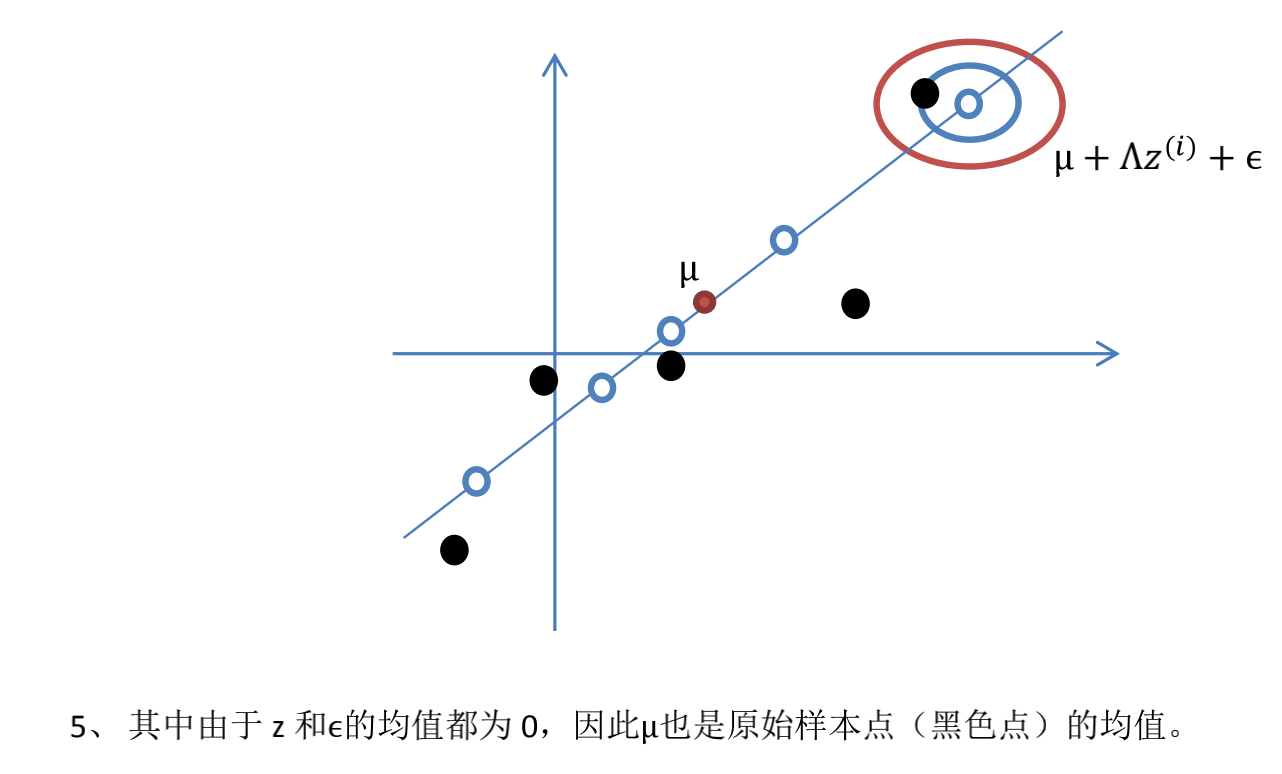 μ + Λz⁽ⁱ⁾ + ϵ
μ
5、 其中由于 z 和ϵ的均值都为 0，因此μ也是原始样本点（黑色点）的均值。